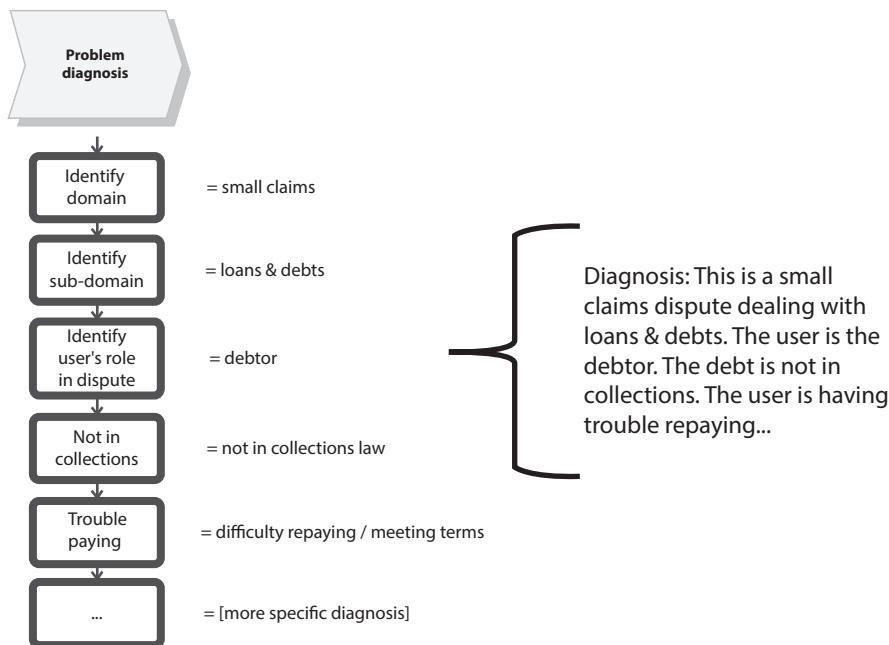 Problem
diagnosis
Identify
domain
= small claims
Identify
sub-domain
= loans & debts
Identify
user's role
in dispute
= debtor
Not in
collections
= not in collections law
Trouble
paying
= difficulty repaying / meeting terms
...
= [more specific diagnosis]
Diagnosis: This is a small
claims dispute dealing with
loans & debts. The user is the
debtor. The debt is not in
collections. The user is having
trouble repaying...